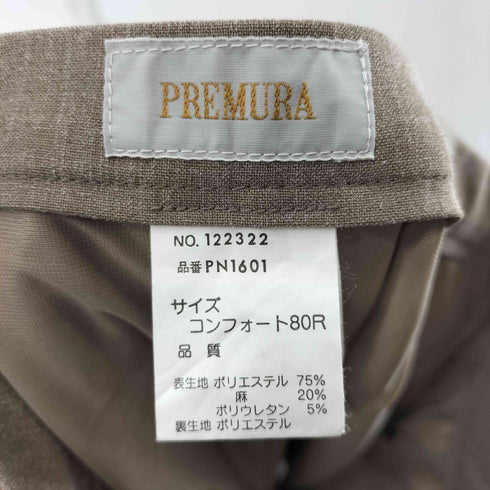 PREMURA
NO. 122322
品番PN1601
サイズ
コンフォート80R
品質
表生地 ポリエステル 75%
麻 20%
ポリウレタン 5%
裏生地 ポリエステル